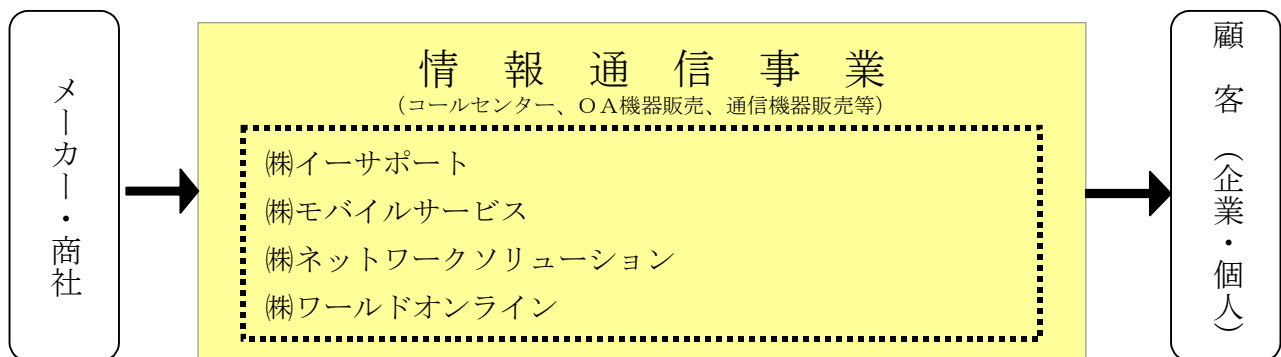 メーカー・商社
情報通信事業
（コールセンター、ＯＡ機器販売、通信機器販売等）
㈱イーサポート
㈱モバイルサービス
㈱ネットワークソリューション
㈱ワールドオンライン
顧客（企業・個人）